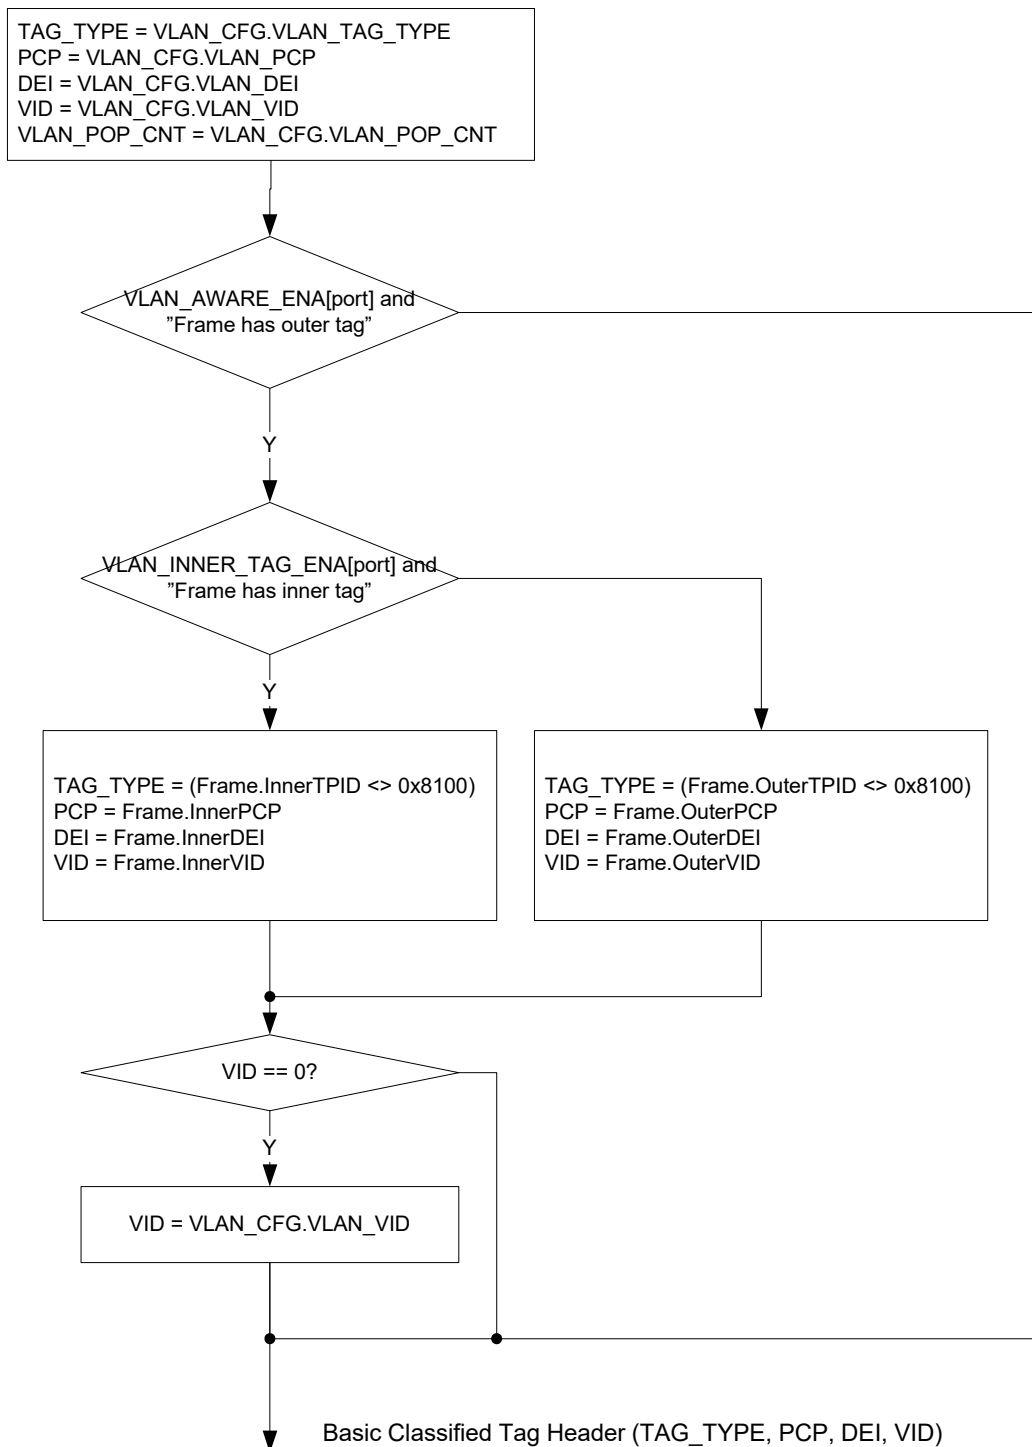 TAG_TYPE = VLAN_CFG.VLAN_TAG_TYPE
PCP = VLAN_CFG.VLAN_PCP
DEI = VLAN_CFG.VLAN_DEI
VID = VLAN_CFG.VLAN_VID
VLAN_POP_CNT = VLAN_CFG.VLAN_POP_CNT
VLAN_AWARE_ENA[port] and
”Frame has outer tag”
Y
VLAN_INNER_TAG_ENA[port] and
”Frame has inner tag”
Y
TAG_TYPE = (Frame.InnerTPID <> 0x8100)
PCP = Frame.InnerPCP
DEI = Frame.InnerDEI
VID = Frame.InnerVID
TAG_TYPE = (Frame.OuterTPID <> 0x8100)
PCP = Frame.OuterPCP
DEI = Frame.OuterDEI
VID = Frame.OuterVID
VID == 0?
Y
VID = VLAN_CFG.VLAN_VID
Basic Classified Tag Header (TAG_TYPE, PCP, DEI, VID)